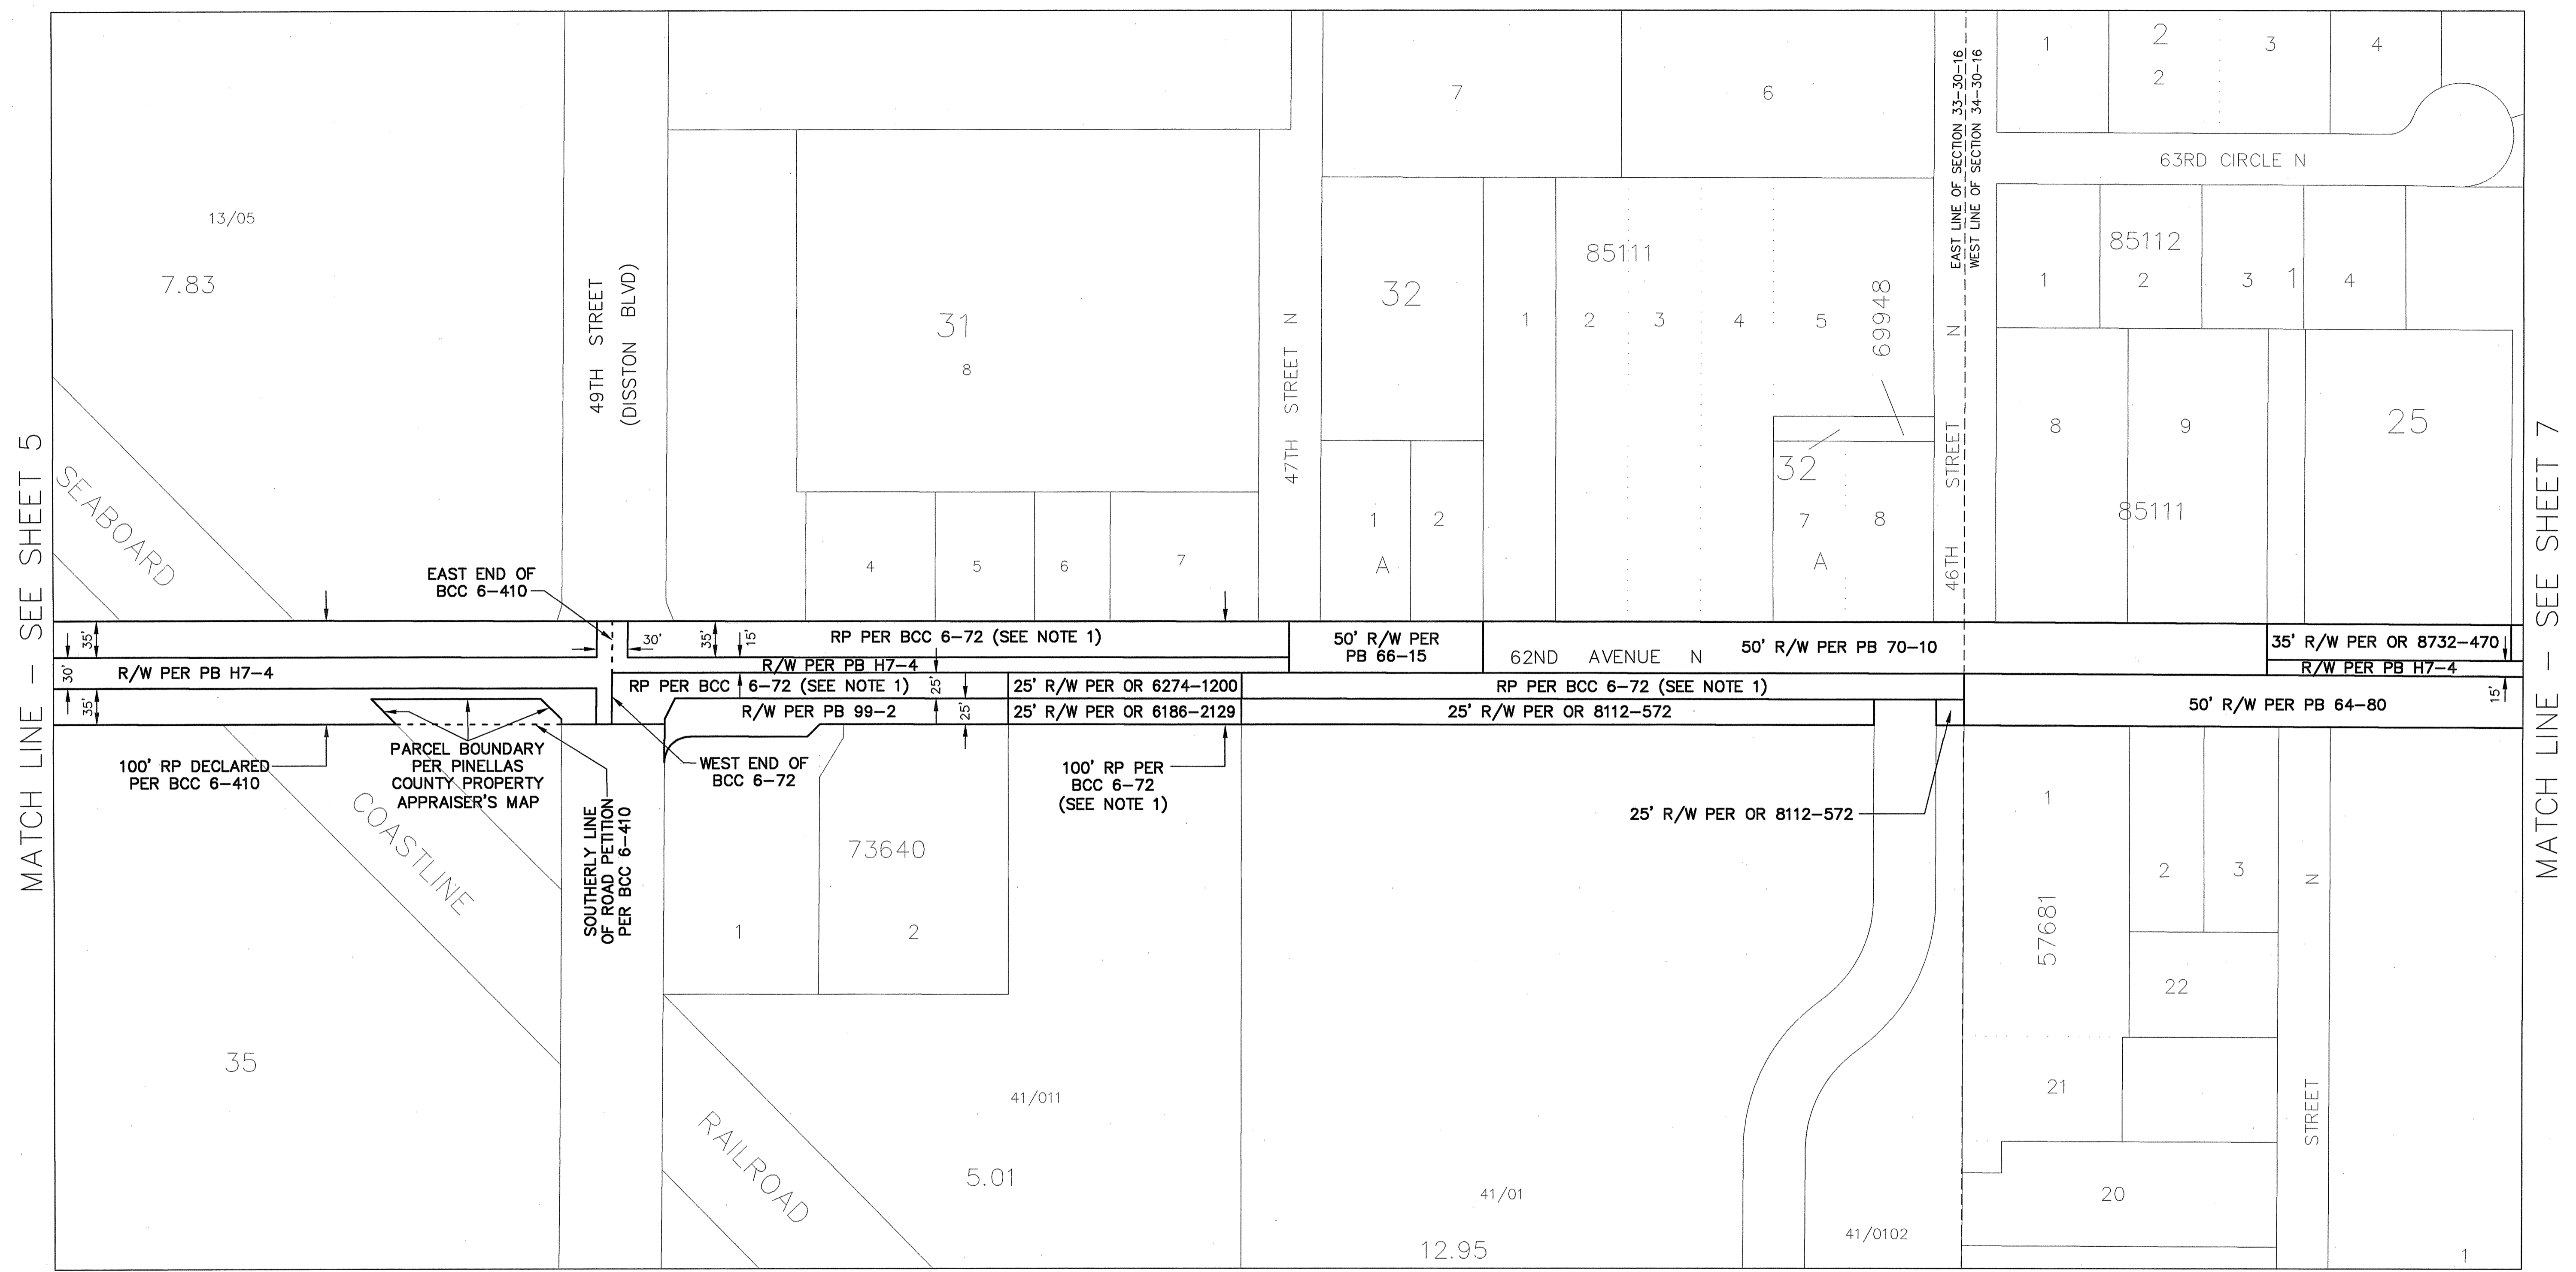 MATCH LINE – SEE SHEET 5
MATCH LINE – SEE SHEET 7
13/05
7.83
SEABOARD
49TH STREET
(DISSTON BLVD)
31
8
4
5
6
7
47TH STREET N
7
6
32
1
2
A
85111
1
2
3
4
5
69948
32
7
8
A
46TH STREET N
EAST LINE OF SECTION 33-30-16
WEST LINE OF SECTION 34-30-16
1
2
2
3
4
63RD CIRCLE N
85112
1
2
3
1
4
8
9
85111
25
EAST END OF
BCC 6-410
35'
30'
35'
R/W PER PB H7-4
30'
35'
15'
RP PER BCC 6-72 (SEE NOTE 1)
R/W PER PB H7-4
RP PER BCC 6-72 (SEE NOTE 1)
25'
R/W PER PB 99-2
25'
25' R/W PER OR 6274-1200
25' R/W PER OR 6186-2129
50' R/W PER
PB 66-15
62ND AVENUE N
50' R/W PER PB 70-10
RP PER BCC 6-72 (SEE NOTE 1)
25' R/W PER OR 8112-572
35' R/W PER OR 8732-470
R/W PER PB H7-4
15'
50' R/W PER PB 64-80
100' RP DECLARED
PER BCC 6-410
PARCEL BOUNDARY
PER PINELLAS
COUNTY PROPERTY
APPRAISER'S MAP
SOUTHERLY LINE
OF ROAD PETITION
PER BCC 6-410
WEST END OF
BCC 6-72
100' RP PER
BCC 6-72
(SEE NOTE 1)
25' R/W PER OR 8112-572
COASTLINE
35
73640
1
2
RAILROAD
41/011
5.01
41/01
12.95
41/0102
1
57681
2
3
22
21
20
STREET N
1